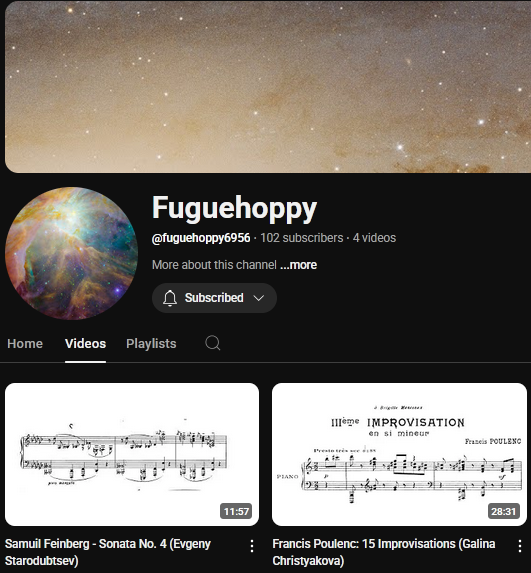 Fuguehoppy
@fuguehoppy6956 · 102 subscribers · 4 videos
More about this channel ...more
Subscribed
Home Videos Playlists
11:57
Samuil Feinberg - Sonata No. 4 (Evgeny
Starodubtsev)
à Brigitte Manceaux
IIIème IMPROVISATION
en si mineur
Francis POULENC
Presto très sec
PIANO
28:31
Francis Poulenc: 15 Improvisations (Galina
Christyakova)